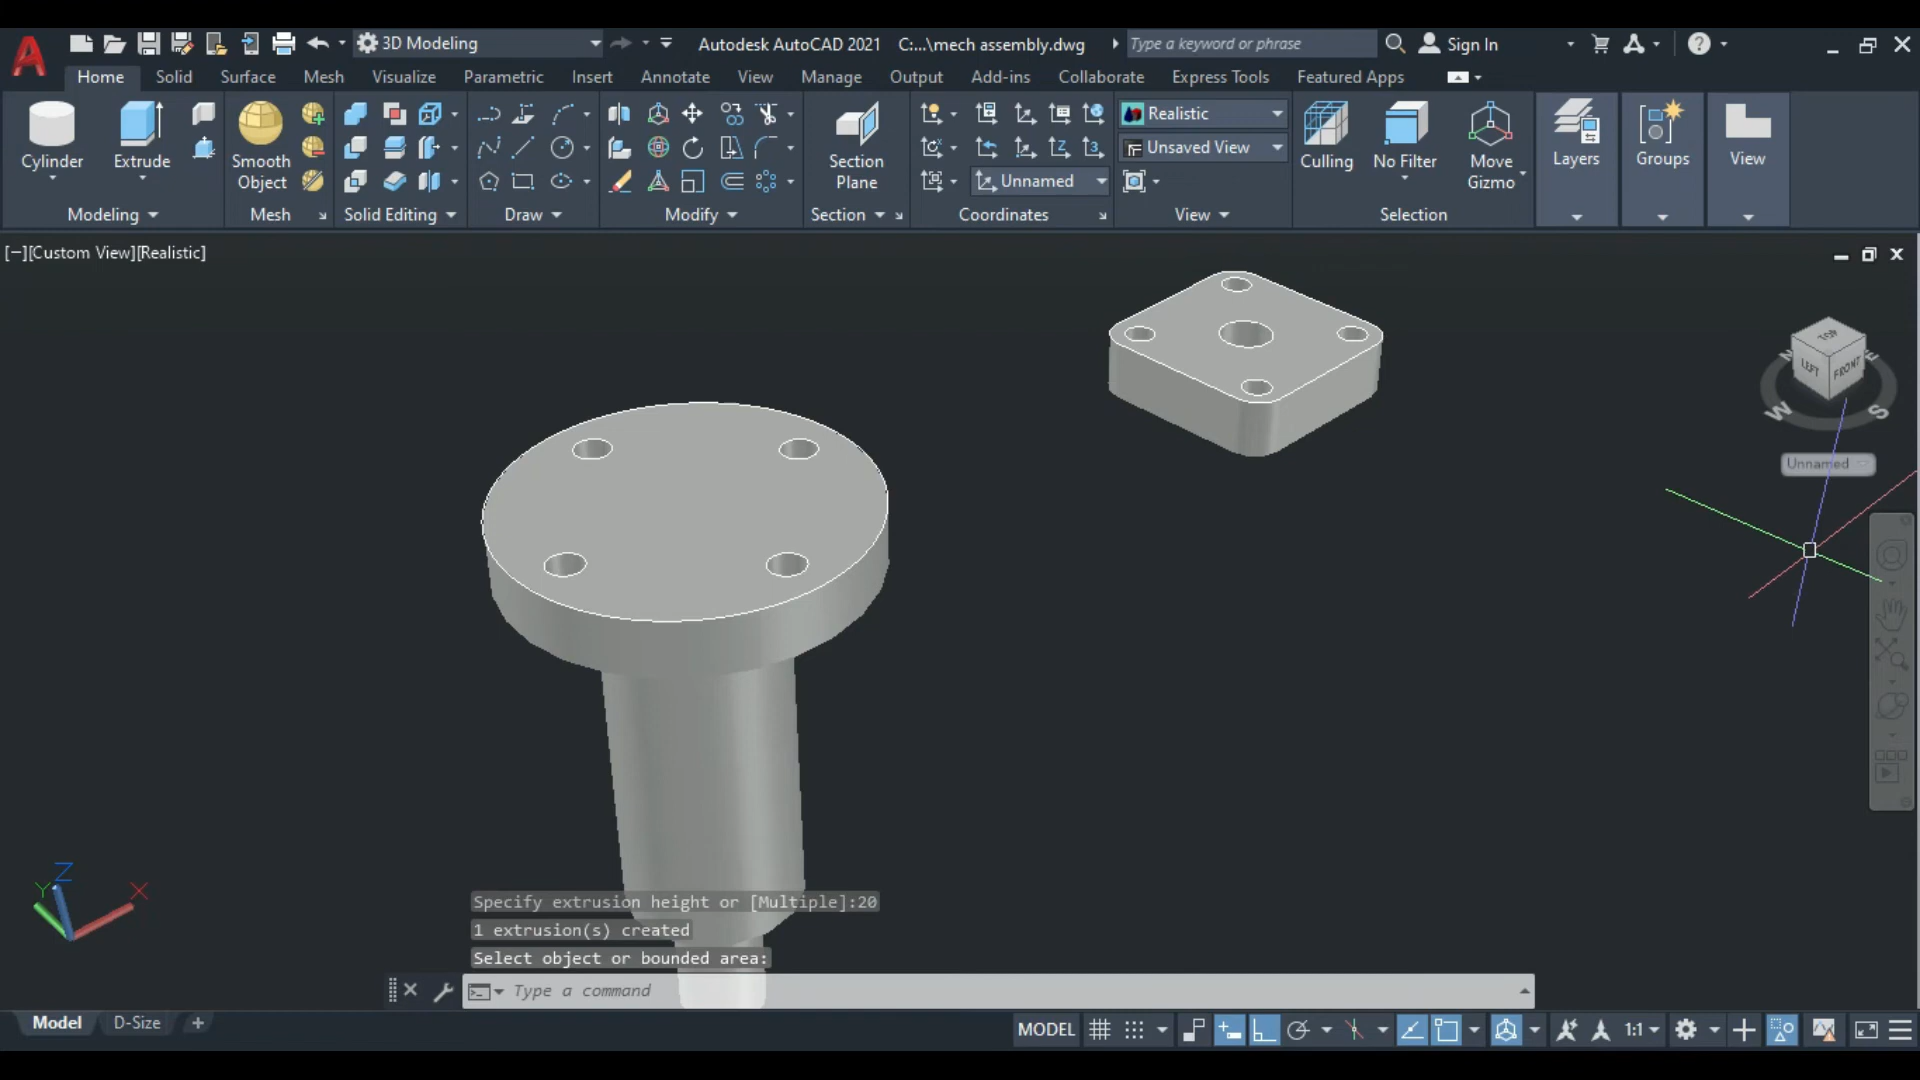 3D Modeling Autodesk AutoCAD 2021 C:...\mech assembly.dwg Type a keyword or phrase Sign In
Home Solid Surface Mesh Visualize Parametric Insert Annotate View Manage Output Add-ins Collaborate Express Tools Featured Apps
Cylinder Extrude Smooth Object Section Plane Realistic Unsaved View Unnamed Culling No Filter Move Gizmo Layers Groups View
Modeling Mesh Solid Editing Draw Modify Section Coordinates View Selection
[−][Custom View][Realistic]
TOP
LEFT FRONT
W S
Unnamed
Z
Y X
Specify extrusion height or [Multiple]:20
1 extrusion(s) created
Select object or bounded area:
Type a command
Model D-Size + MODEL 1:1